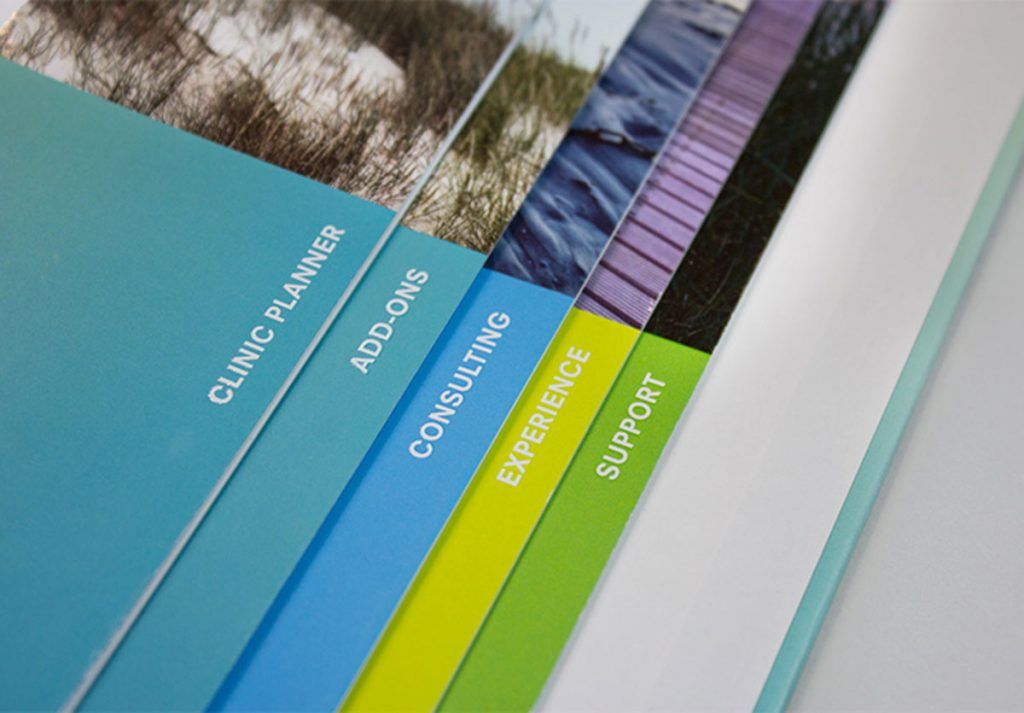 CLINIC PLANNER
ADD-ONS
CONSULTING
EXPERIENCE
SUPPORT